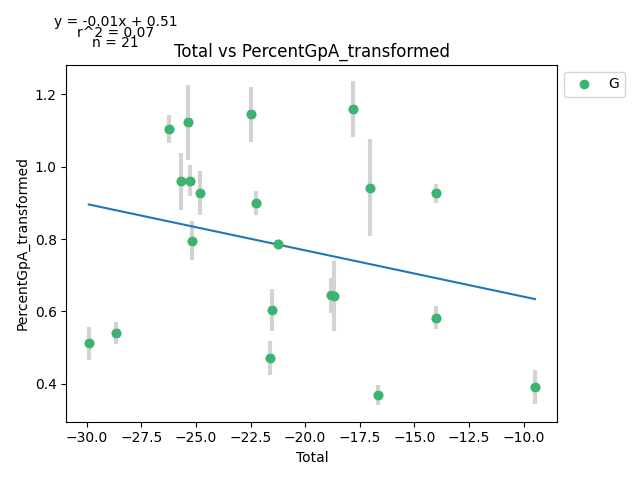 y = -0.01x + 0.51
r^2 = 0.07
n = 21
Total vs PercentGpA_transformed
G
PercentGpA_transformed
1.2
1.0
0.8
0.6
0.4
−30.0 −27.5 −25.0 −22.5 −20.0 −17.5 −15.0 −12.5 −10.0
Total